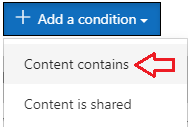 + Add a condition
Content contains
Content is shared